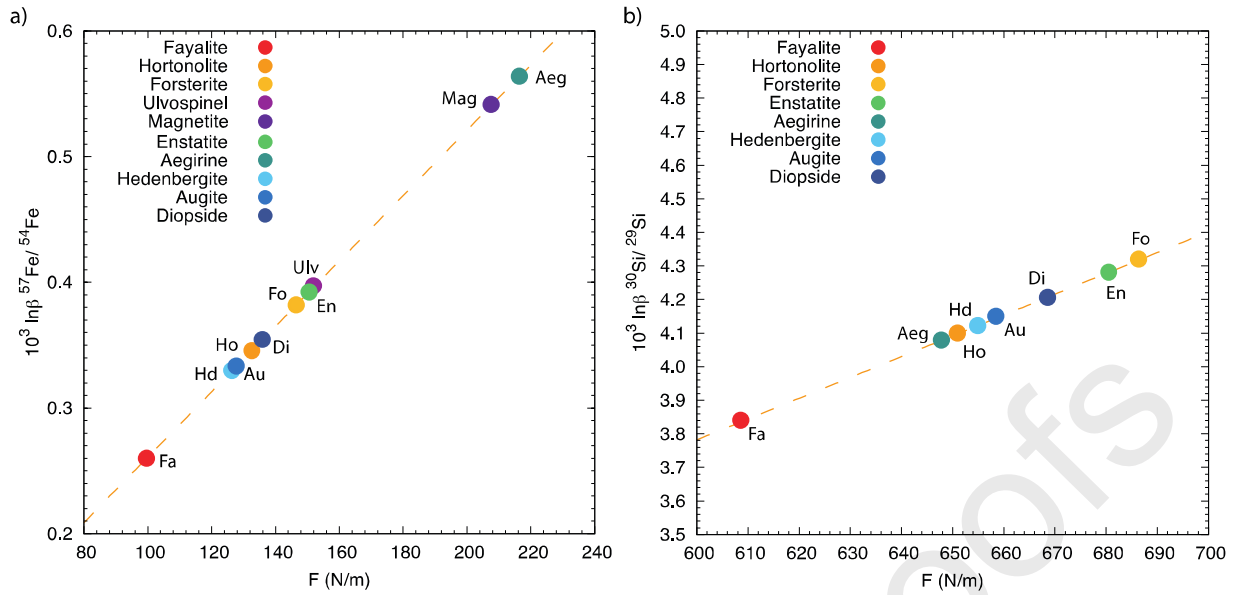 a)
0.6
0.5
0.4
0.3
0.2
10³ lnβ ⁵⁷Fe/ ⁵⁴Fe
Fayalite
Hortonolite
Forsterite
Ulvospinel
Magnetite
Enstatite
Aegirine
Hedenbergite
Augite
Diopside
Mag
Aeg
Ulv
Fo
En
Ho
Di
Hd
Au
Fa
80 100 120 140 160 180 200 220 240
F (N/m)
b)
5.0
4.9
4.8
4.7
4.6
4.5
4.4
4.3
4.2
4.1
4.0
3.9
3.8
3.7
3.6
3.5
10³ lnβ ³⁰Si/ ²⁹Si
Fayalite
Hortonolite
Forsterite
Enstatite
Aegirine
Hedenbergite
Augite
Diopside
Fo
Di
En
Hd
Aeg
Au
Ho
Fa
600 610 620 630 640 650 660 670 680 690 700
F (N/m)
oofs